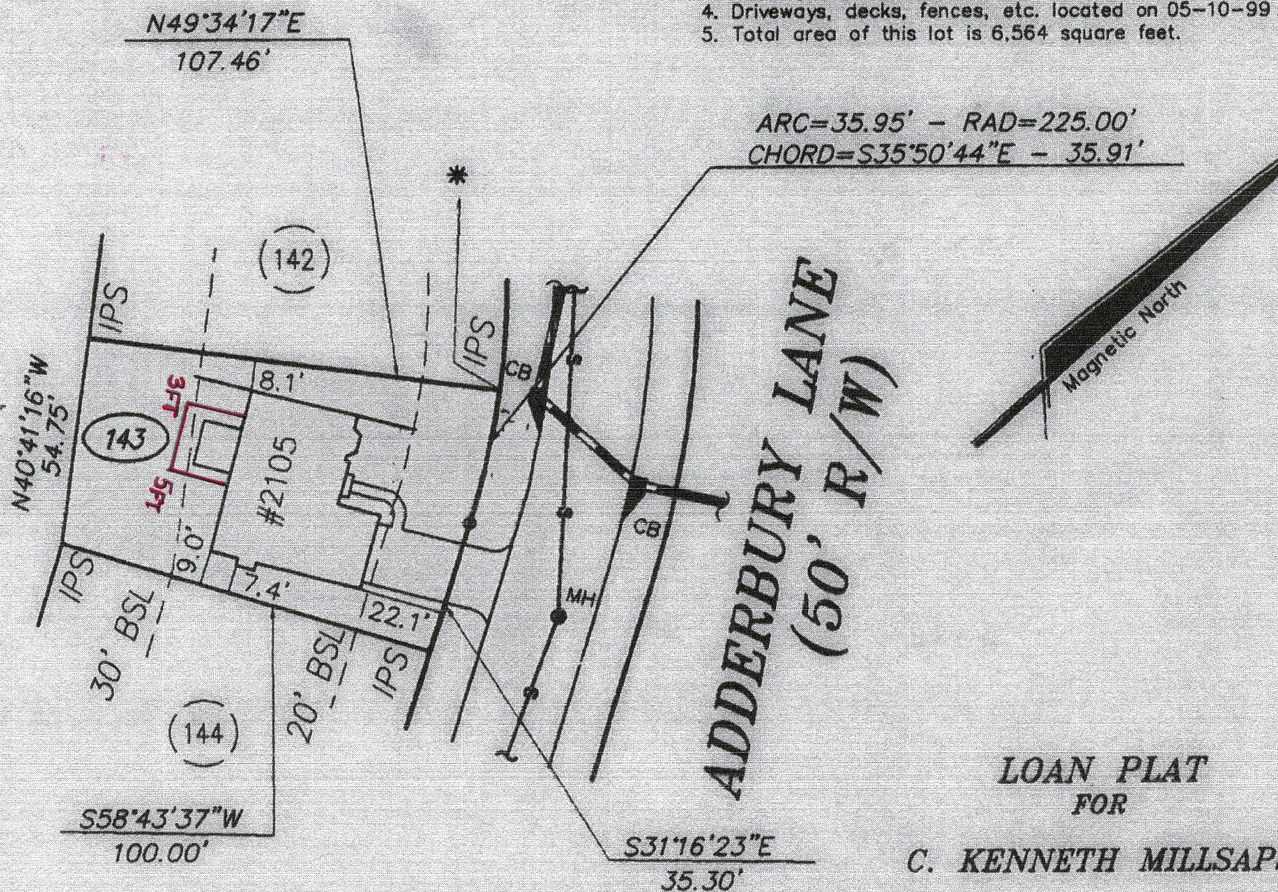 4. Driveways, decks, fences, etc. located on 05-10-99
5. Total area of this lot is 6,564 square feet.
N49°34'17"E
107.46'
ARC=35.95' - RAD=225.00'
CHORD=S35°50'44"E - 35.91'
*
(142)
IPS
IPS
CB
Magnetic North
N40°41'16"W
54.75'
143
3FT
8.1'
#2105
5FT
S
S
CB
ADDERBURY LANE
(50' R/W)
IPS
9.0'
7.4'
22.1'
MH
30' BSL
20' BSL
IPS
S
(144)
S58°43'37"W
100.00'
S31°16'23"E
35.30'
LOAN PLAT
FOR
C. KENNETH MILLSAP